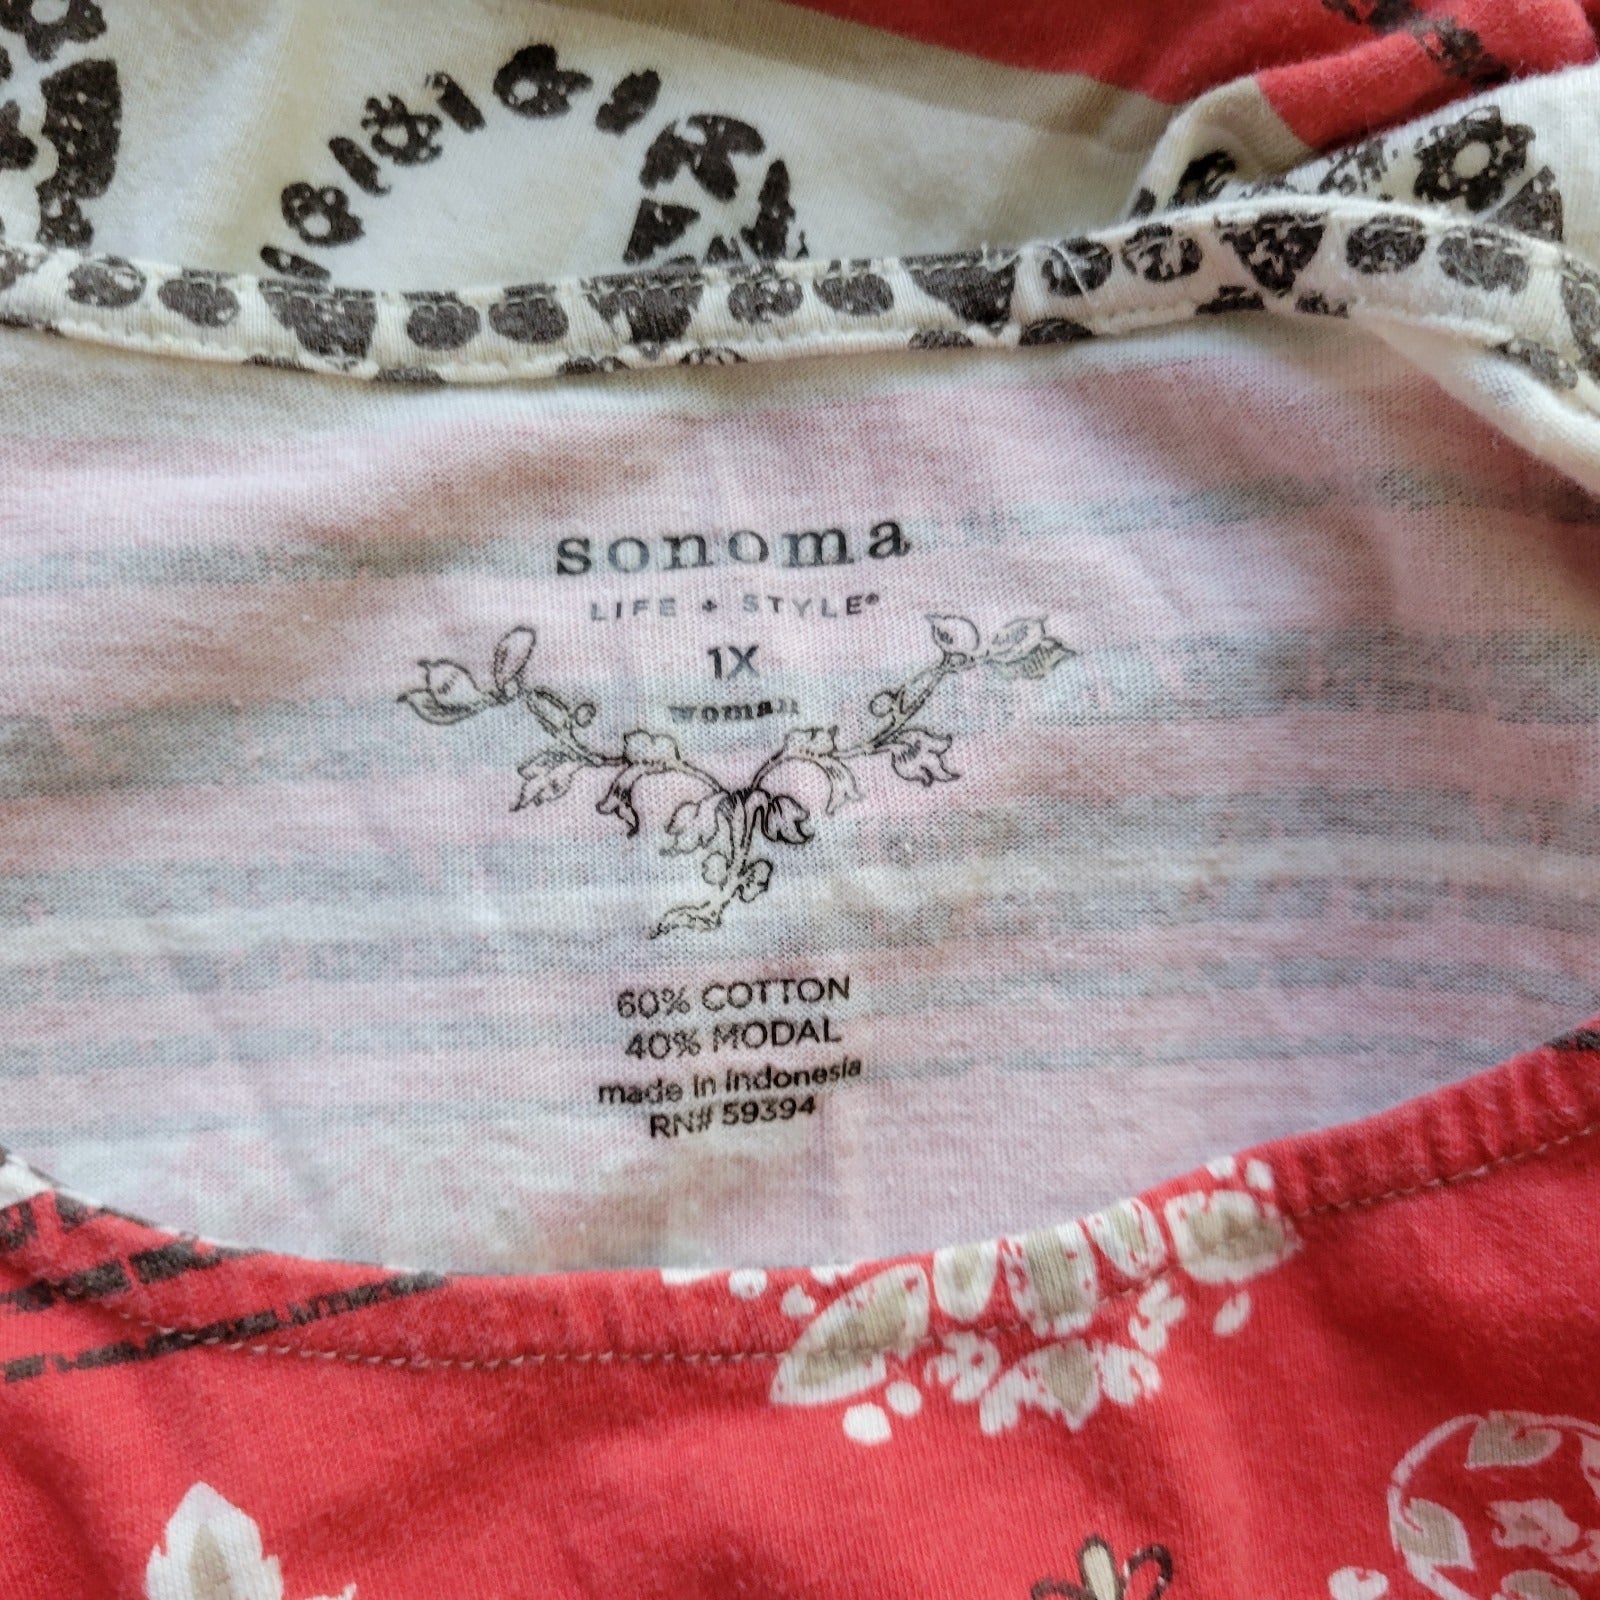 sonoma
LIFE + STYLE®
1X
woman
60% COTTON
40% MODAL
made in indonesia
RN# 59394